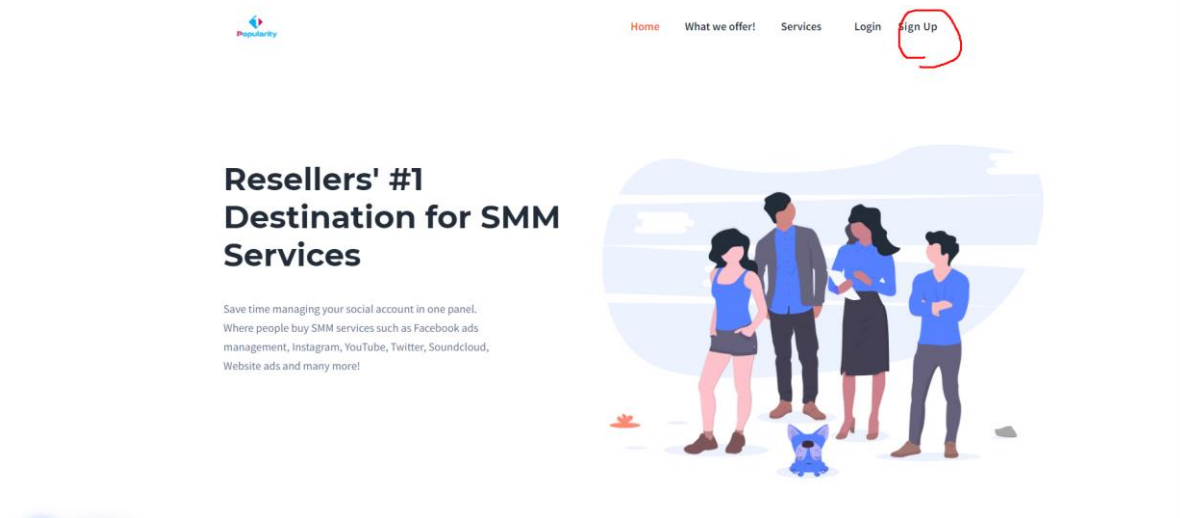 Popularity
Home What we offer! Services Login Sign Up
Resellers' #1
Destination for SMM
Services
Save time managing your social account in one panel.
Where people buy SMM services such as Facebook ads
management, Instagram, YouTube, Twitter, Soundcloud,
Website ads and many more!